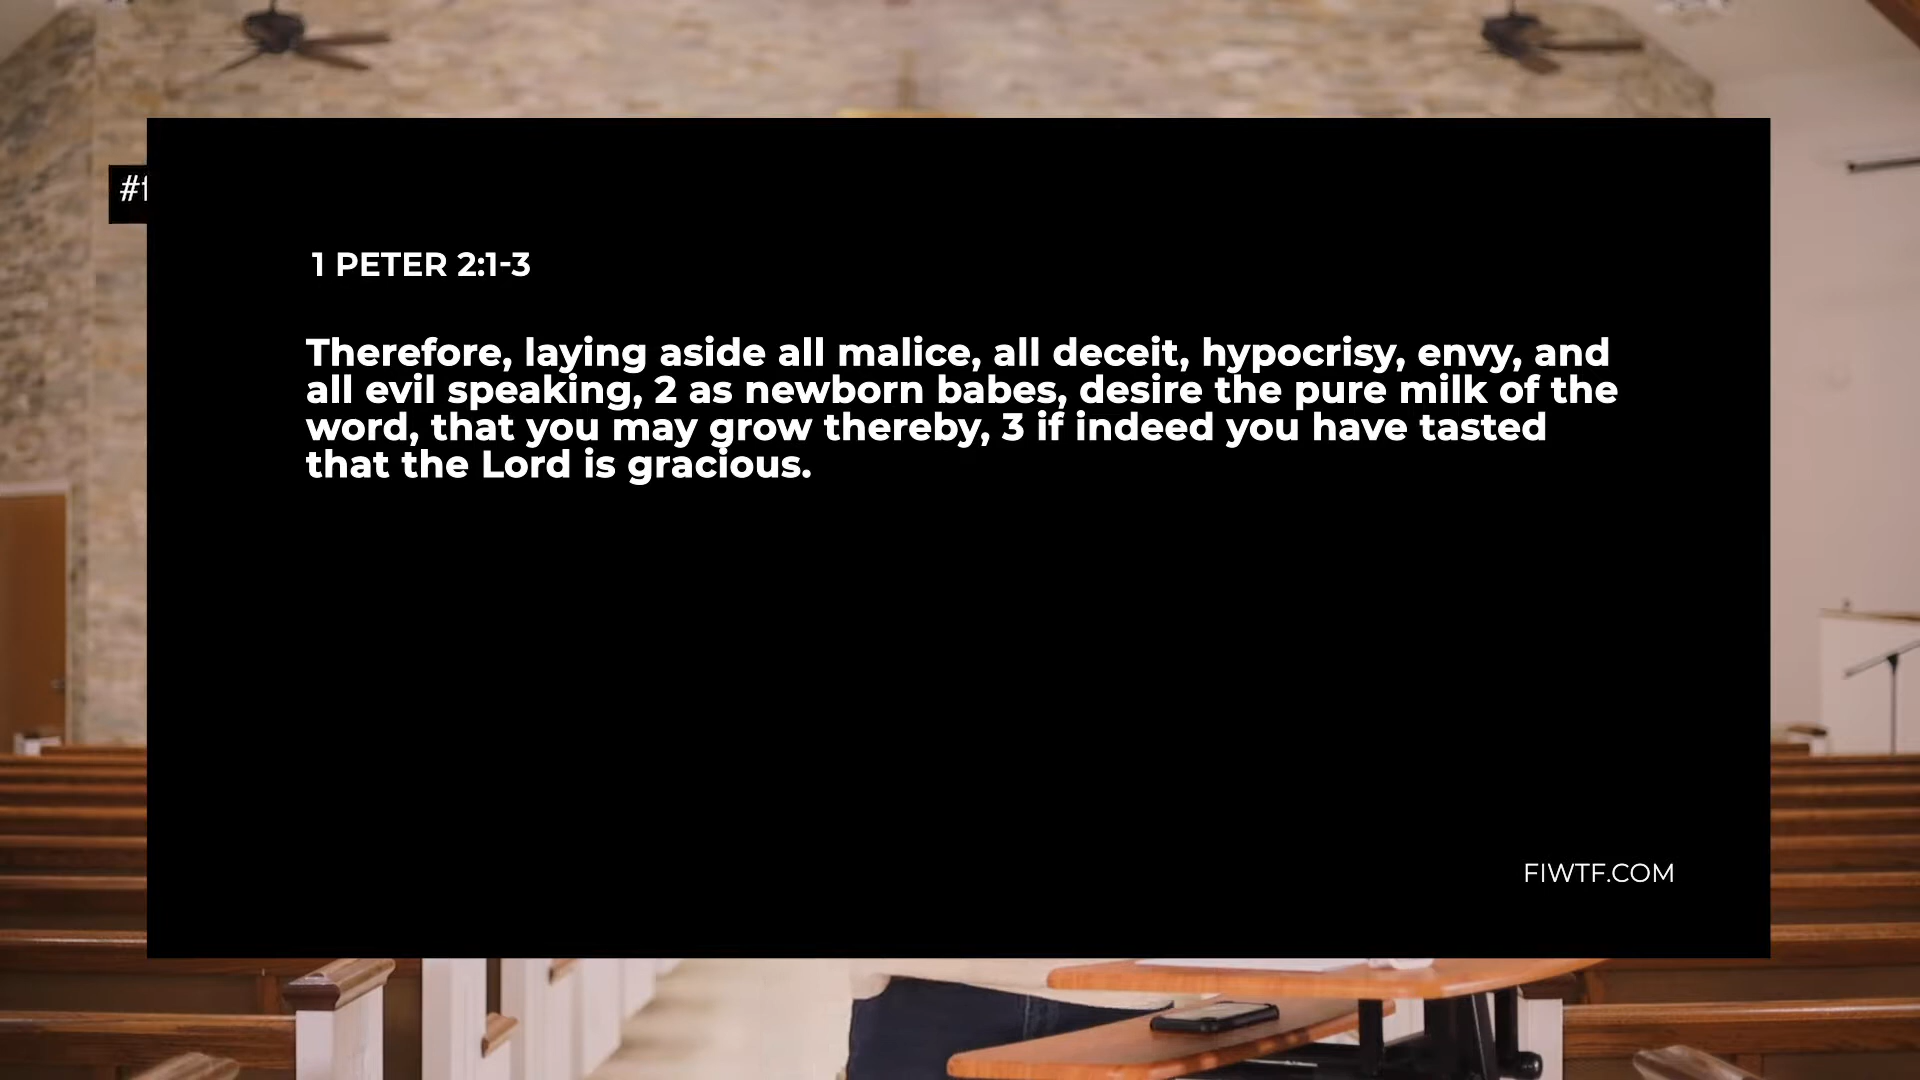 1 PETER 2:1-3
Therefore, laying aside all malice, all deceit, hypocrisy, envy, and
all evil speaking, 2 as newborn babes, desire the pure milk of the
word, that you may grow thereby, 3 if indeed you have tasted
that the Lord is gracious.
FIWTF.COM